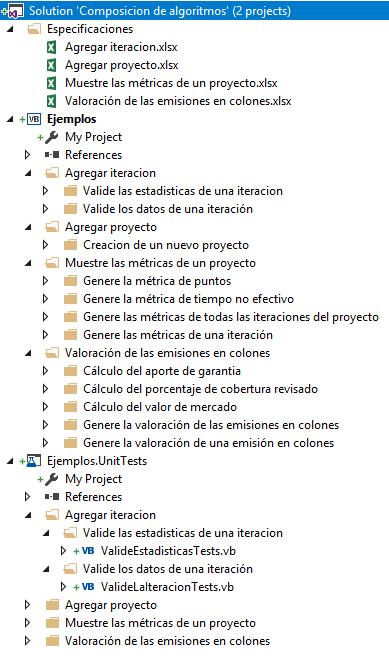 Solution 'Composicion de algoritmos' (2 projects)
Especificaciones
Agregar iteracion.xlsx
Agregar proyecto.xlsx
Muestre las métricas de un proyecto.xlsx
Valoración de las emisiones en colones.xlsx
VB Ejemplos
My Project
References
Agregar iteracion
Valide las estadisticas de una iteracion
Valide los datos de una iteración
Agregar proyecto
Creacion de un nuevo proyecto
Muestre las métricas de un proyecto
Genere la métrica de puntos
Genere la métrica de tiempo no efectivo
Genere las métricas de todas las iteraciones del proyecto
Genere las métricas de una iteración
Valoración de las emisiones en colones
Cálculo del aporte de garantia
Cálculo del porcentaje de cobertura revisado
Cálculo del valor de mercado
Genere la valoración de las emisiones en colones
Genere la valoración de una emisión en colones
Ejemplos.UnitTests
My Project
References
Agregar iteracion
Valide las estadisticas de una iteracion
VB ValideEstadisticasTests.vb
Valide los datos de una iteración
VB ValideLaIteracionTests.vb
Agregar proyecto
Muestre las métricas de un proyecto
Valoración de las emisiones en colones